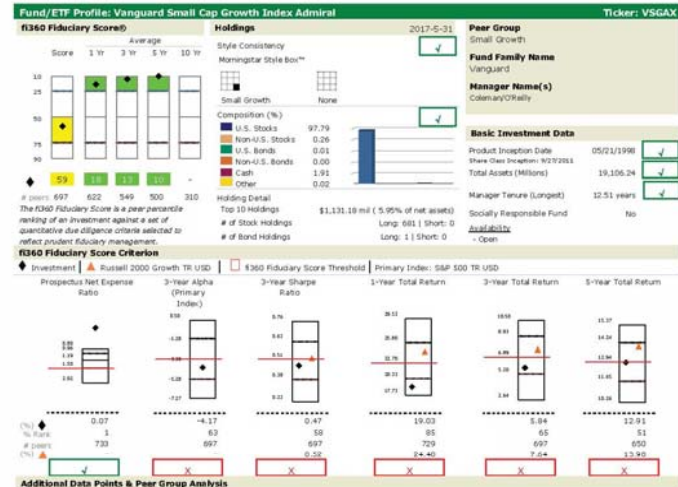 Fund/ETF Profile: Vanguard Small Cap Growth Index Admiral Ticker: VSGAX
fi360 Fiduciary Score®
Average
Score 1 Yr 3 Yr 5 Yr 10 Yr
10
25
50
75
90
59 18 13 10 -
# peers 697 622 549 500 310
The fi360 Fiduciary Score is a peer percentile
ranking of an investment against a set of
quantitative due diligence criteria selected to
reflect prudent fiduciary management.
Holdings 2017-5-31
Style Consistency √
Morningstar Style Box™
Small Growth None
Composition (%) √
U.S. Stocks 97.79
Non-U.S. Stocks 0.26
U.S. Bonds 0.01
Non-U.S. Bonds 0.00
Cash 1.91
Other 0.02
Holding Detail
Top 10 Holdings $1,131.18 mil ( 5.95% of net assets)
# of Stock Holdings Long: 681 | Short: 0
# of Bond Holdings Long: 1 | Short: 0
Peer Group
Small Growth
Fund Family Name
Vanguard
Manager Name(s)
Coleman/O'Reilly
Basic Investment Data
Product Inception Date 05/21/1998 √
Share Class Inception: 9/27/2011
Total Assets (Millions) 19,106.24 √
Manager Tenure (Longest) 12.51 years √
Socially Responsible Fund No
Availability
- Open
fi360 Fiduciary Score Criterion
Investment | Russell 2000 Growth TR USD | fi360 Fiduciary Score Threshold | Primary Index: S&P 500 TR USD
Prospectus Net Expense Ratio 3-Year Alpha (Primary Index) 3-Year Sharpe Ratio 1-Year Total Return 3-Year Total Return 5-Year Total Return
(%) 0.07 -4.17 0.47 19.03 5.84 12.91
% Rank 1 63 58 85 65 51
# peers 733 697 697 729 697 650
(%) - - 0.52 24.40 7.64 13.90
√ X X X X X
Additional Data Points & Peer Group Analysis